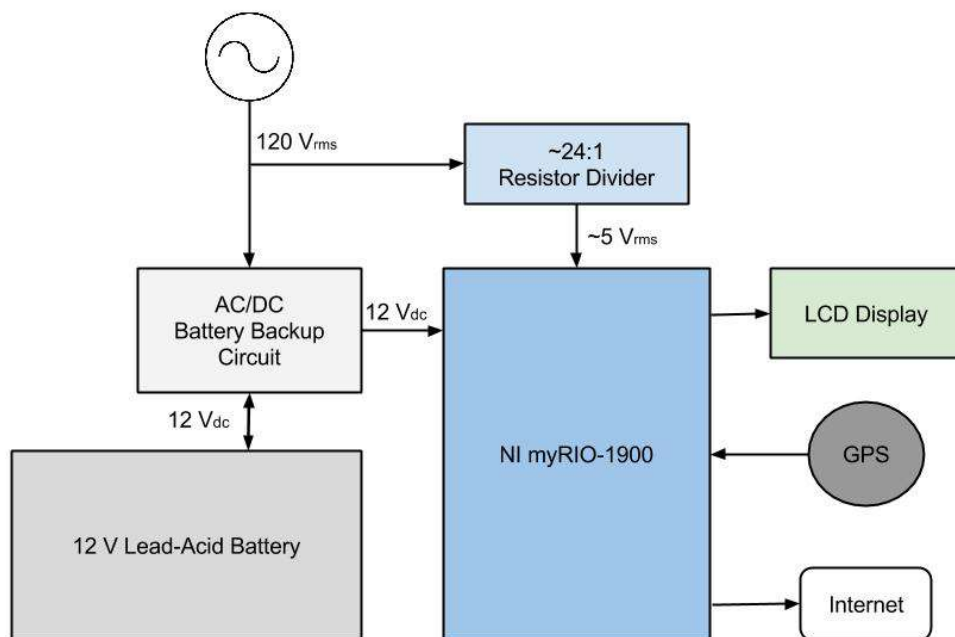 120 Vrms
~24:1
Resistor Divider
~5 Vrms
AC/DC
Battery Backup
Circuit
12 Vdc
LCD Display
12 Vdc
NI myRIO-1900
GPS
12 V Lead-Acid Battery
Internet